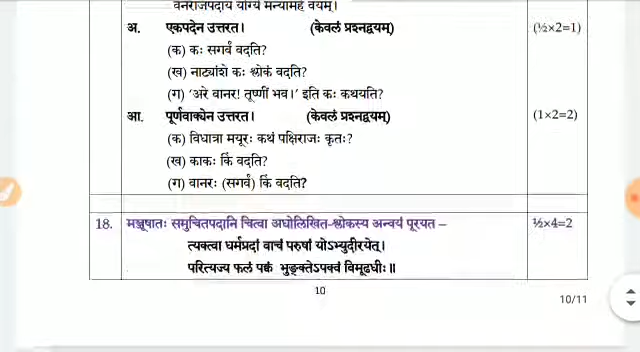 वनराजपदाय योग्यं मन्यामहे वयम्।
अ. एकपदेन उत्तरत। (केवलं प्रश्नद्वयम्) (½×2=1)
(क) कः सगर्वं वदति?
(ख) नाट्यांशे कः श्लोकं वदति?
(ग) 'अरे वानर! तूष्णीं भव।' इति कः कथयति?
आ. पूर्णवाक्येन उत्तरत। (केवलं प्रश्नद्वयम्) (1×2=2)
(क) विधात्रा मयूरः कथं पक्षिराजः कृतः?
(ख) काकः किं वदति?
(ग) वानरः (सगर्वं) किं वदति?
18. मञ्जूषातः समुचितपदानि चित्वा अधोलिखित-श्लोकस्य अन्वयं पूरयत – ½×4=2
त्यक्त्वा धर्मप्रदां वाचं परुषां योऽभ्युदीरयेत्।
परित्यज्य फलं पक्वं भुङ्क्तेऽपक्वं विमूढधीः॥
10
10/11